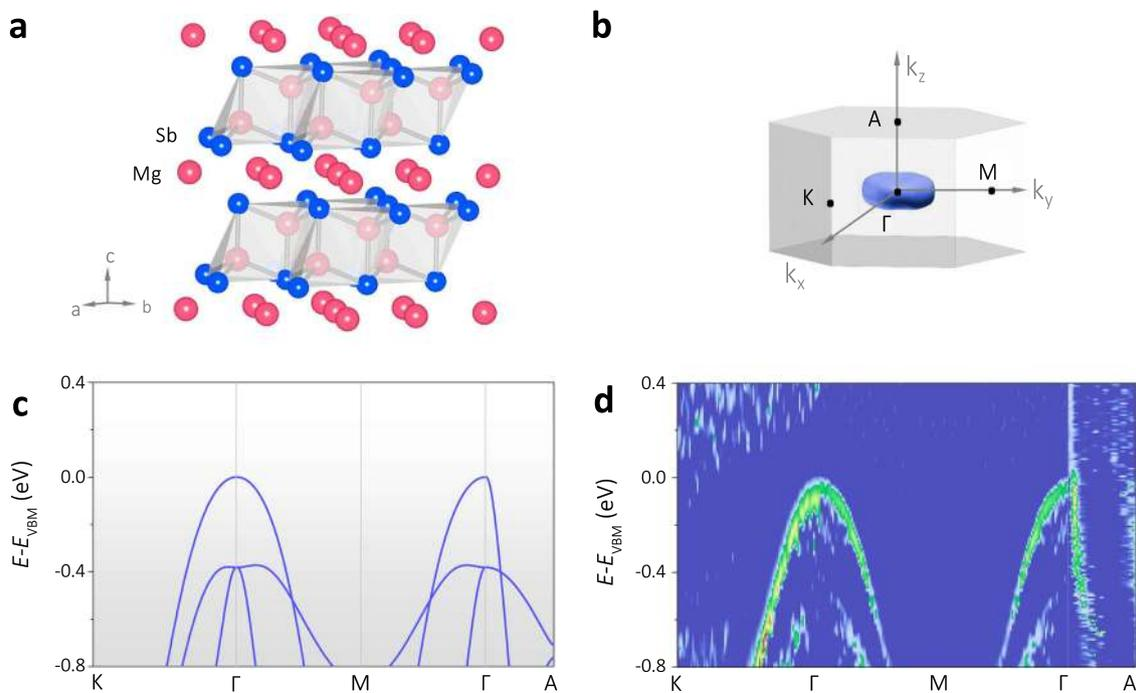 a
Sb
Mg
c
a
b
b
k_z
A
M
K
k_y
Γ
k_x
c
0.4
0.0
-0.4
-0.8
E-E_VBM (eV)
K
Γ
M
Γ
A
d
0.4
0.0
-0.4
-0.8
E-E_VBM (eV)
K
Γ
M
Γ
A